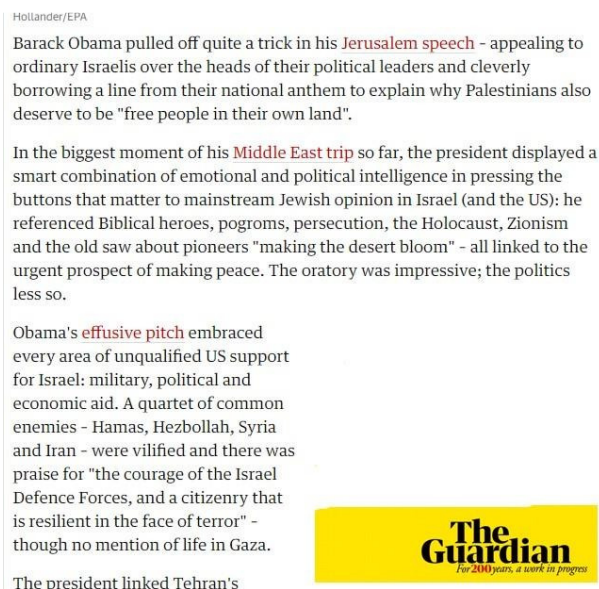 Hollander/EPA
Barack Obama pulled off quite a trick in his Jerusalem speech - appealing to
ordinary Israelis over the heads of their political leaders and cleverly
borrowing a line from their national anthem to explain why Palestinians also
deserve to be "free people in their own land".
In the biggest moment of his Middle East trip so far, the president displayed a
smart combination of emotional and political intelligence in pressing the
buttons that matter to mainstream Jewish opinion in Israel (and the US): he
referenced Biblical heroes, pogroms, persecution, the Holocaust, Zionism
and the old saw about pioneers "making the desert bloom" - all linked to the
urgent prospect of making peace. The oratory was impressive; the politics
less so.
Obama's effusive pitch embraced
every area of unqualified US support
for Israel: military, political and
economic aid. A quartet of common
enemies - Hamas, Hezbollah, Syria
and Iran - were vilified and there was
praise for "the courage of the Israel
Defence Forces, and a citizenry that
is resilient in the face of terror" -
though no mention of life in Gaza.
The president linked Tehran's
The
Guardian
For 200 years, a work in progress